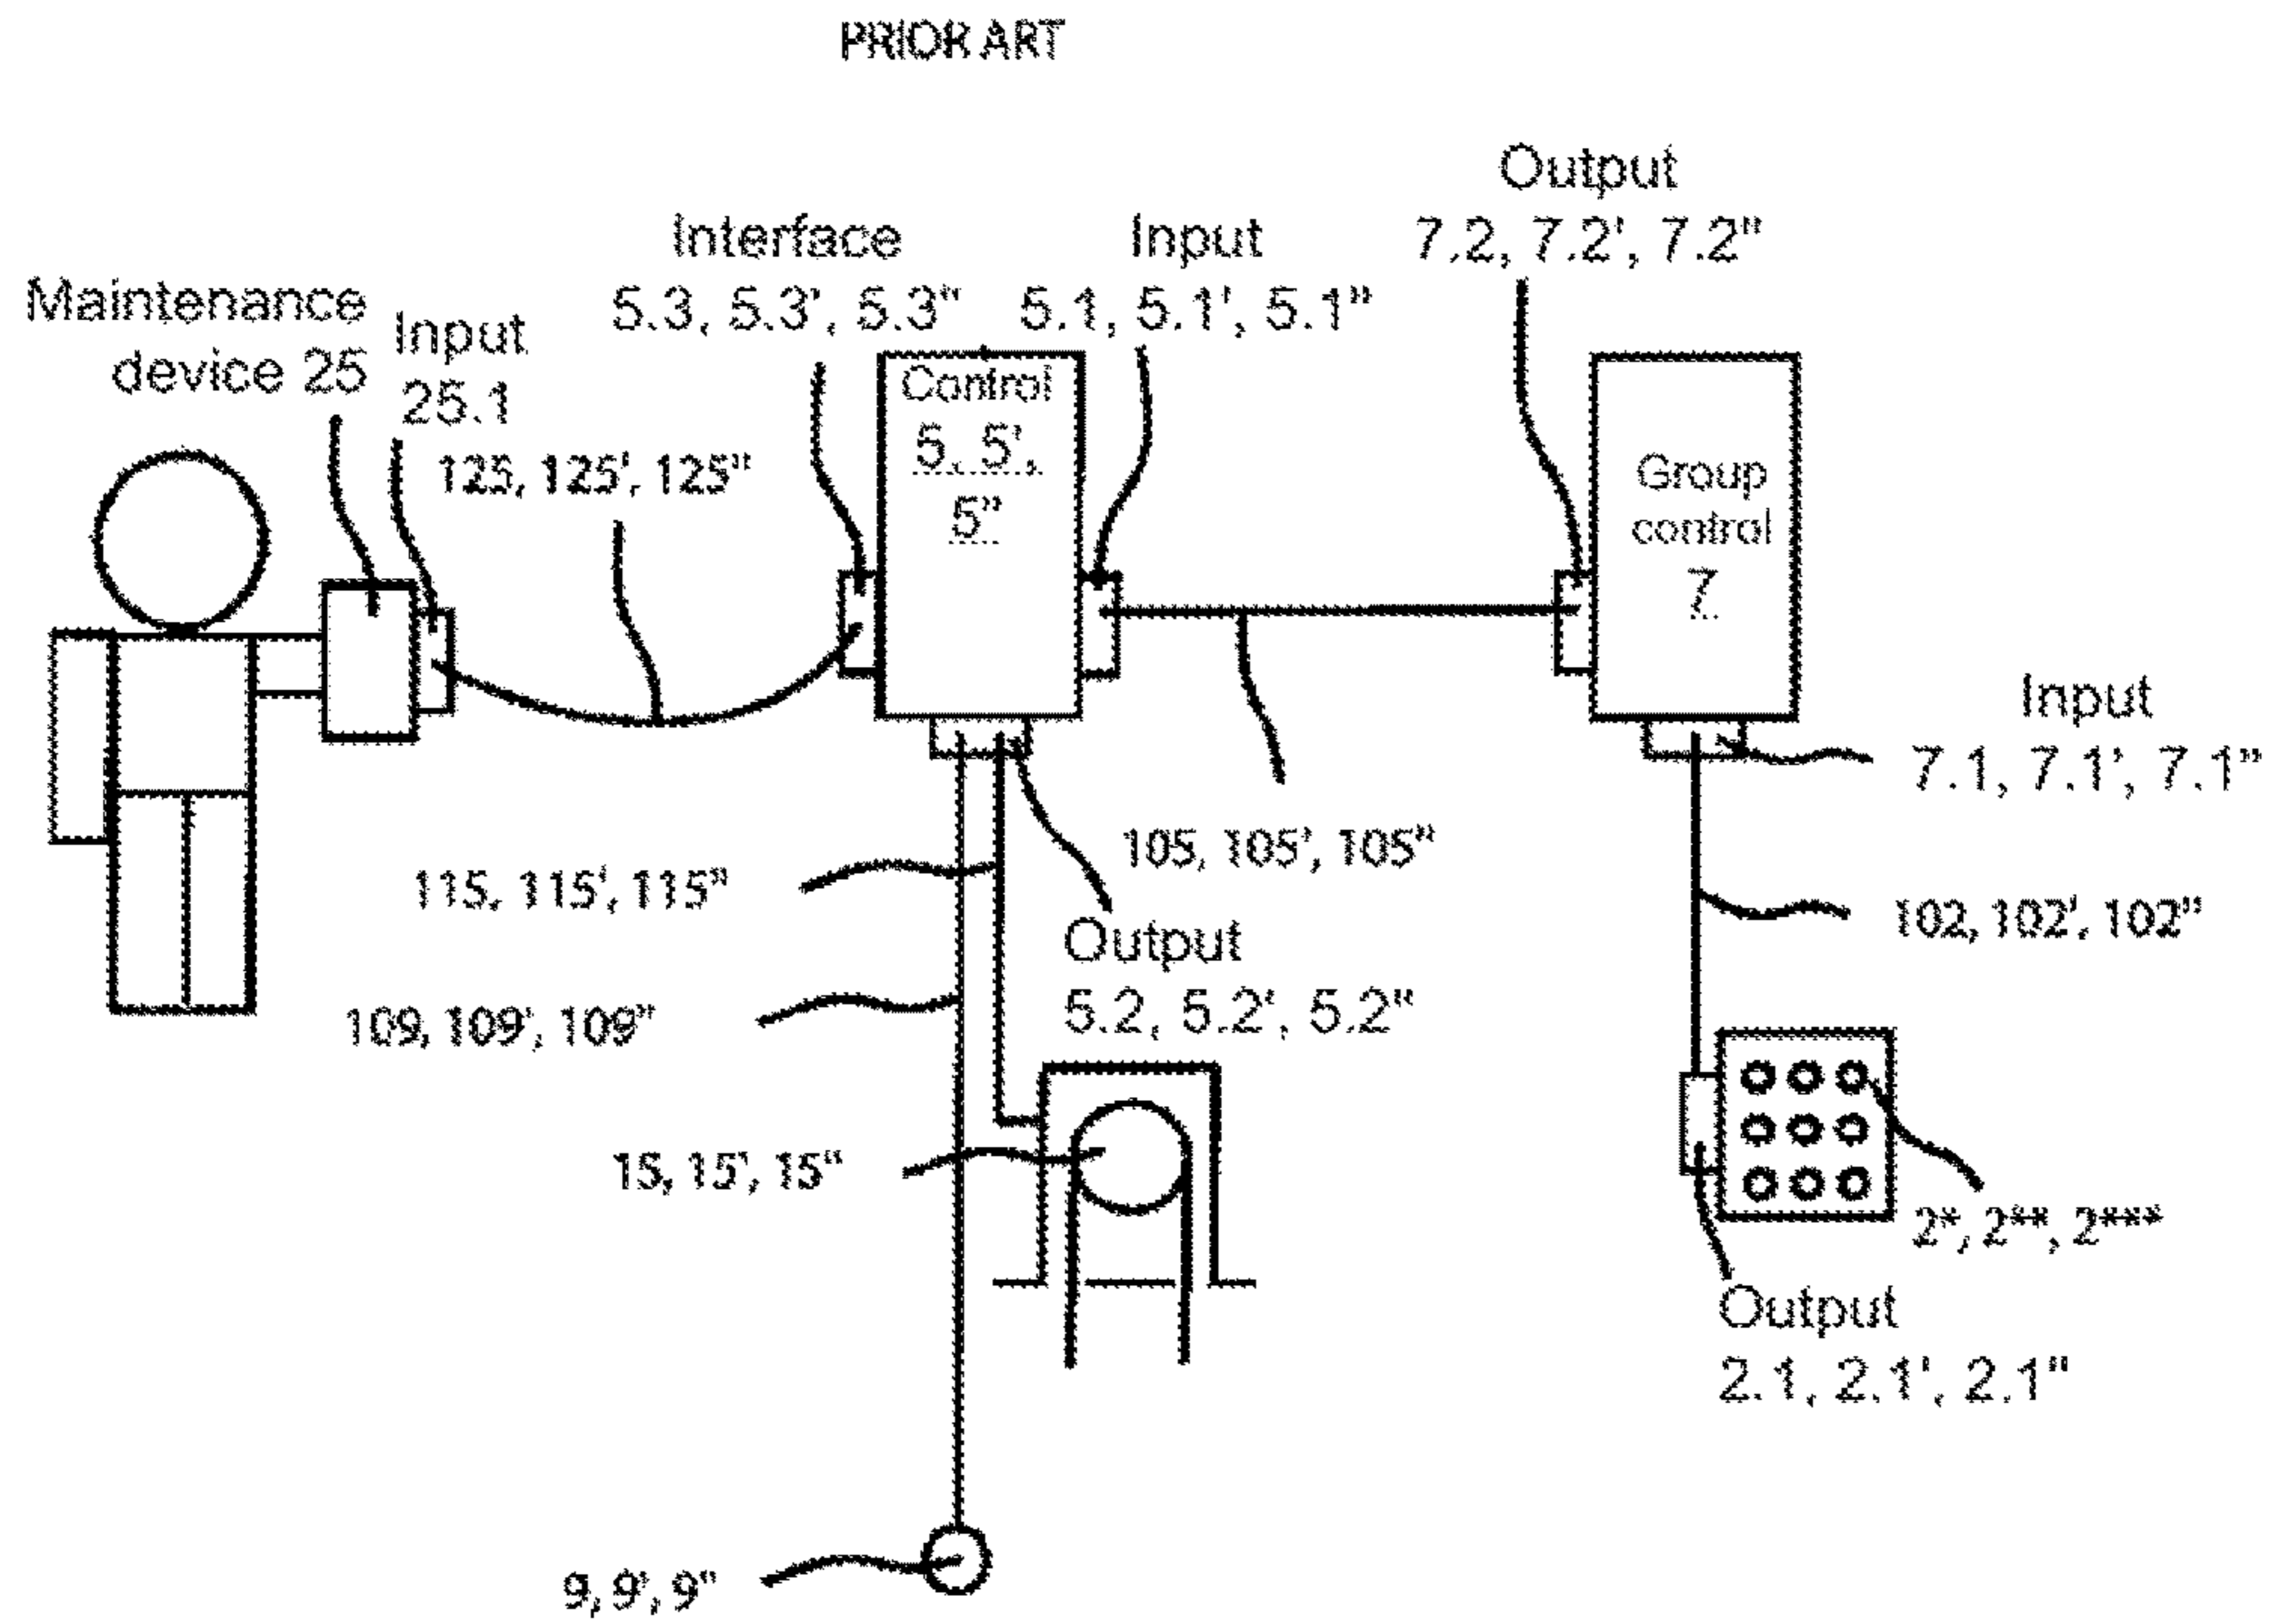 PRIOR ART
Output
7.2, 7.2', 7.2"
Interface
5.3, 5.3', 5.3"
Input
5.1, 5.1', 5.1"
Maintenance
device 25
Input
25.1
125, 125', 125"
Control
5, 5',
5"
Group
control
7
Input
7.1, 7.1', 7.1"
105, 105', 105"
115, 115', 115"
102, 102', 102"
Output
5.2, 5.2', 5.2"
109, 109', 109"
15, 15', 15"
2*, 2**, 2***
Output
2.1, 2.1', 2.1"
9, 9', 9"